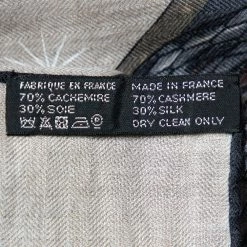 FABRIQUE EN FRANCE
70% CACHEMIRE
30% SOIE
MADE IN FRANCE
70% CASHMERE
30% SILK
DRY CLEAN ONLY